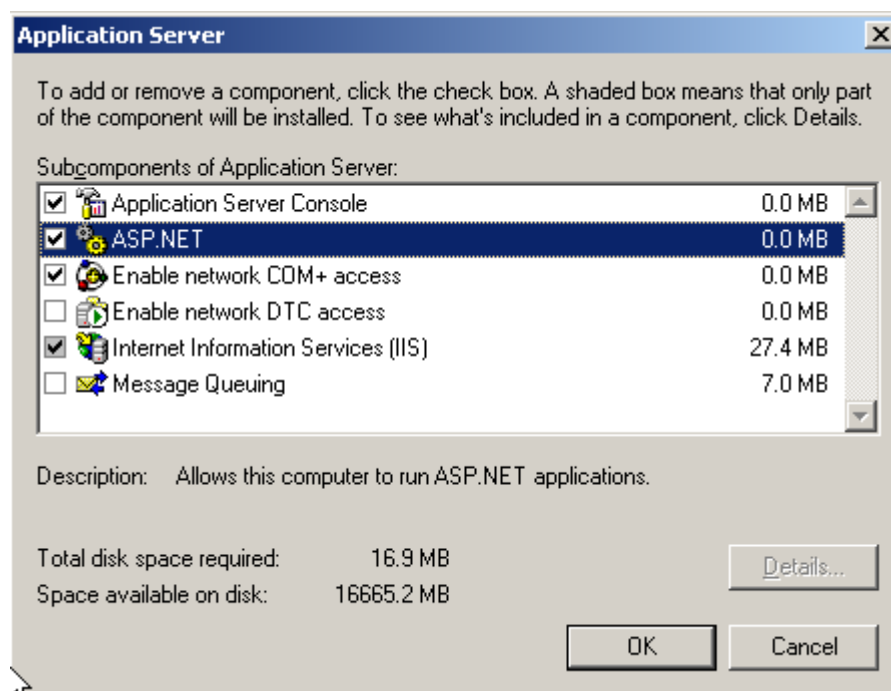 Application Server
To add or remove a component, click the check box. A shaded box means that only part
of the component will be installed. To see what's included in a component, click Details.
Subcomponents of Application Server:
Application Server Console 0.0 MB
ASP.NET 0.0 MB
Enable network COM+ access 0.0 MB
Enable network DTC access 0.0 MB
Internet Information Services (IIS) 27.4 MB
Message Queuing 7.0 MB
Description: Allows this computer to run ASP.NET applications.
Total disk space required: 16.9 MB
Details...
Space available on disk: 16665.2 MB
OK Cancel